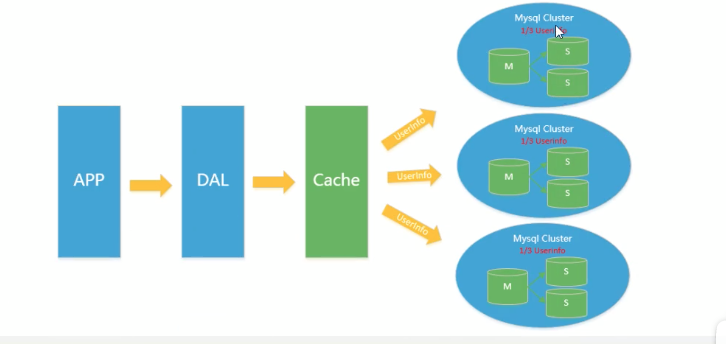 APP
DAL
Cache
UserInfo
UserInfo
UserInfo
Mysql Cluster
1/3 UserInfo
M
S
S
Mysql Cluster
1/3 UserInfo
M
S
S
Mysql Cluster
1/3 UserInfo
M
S
S